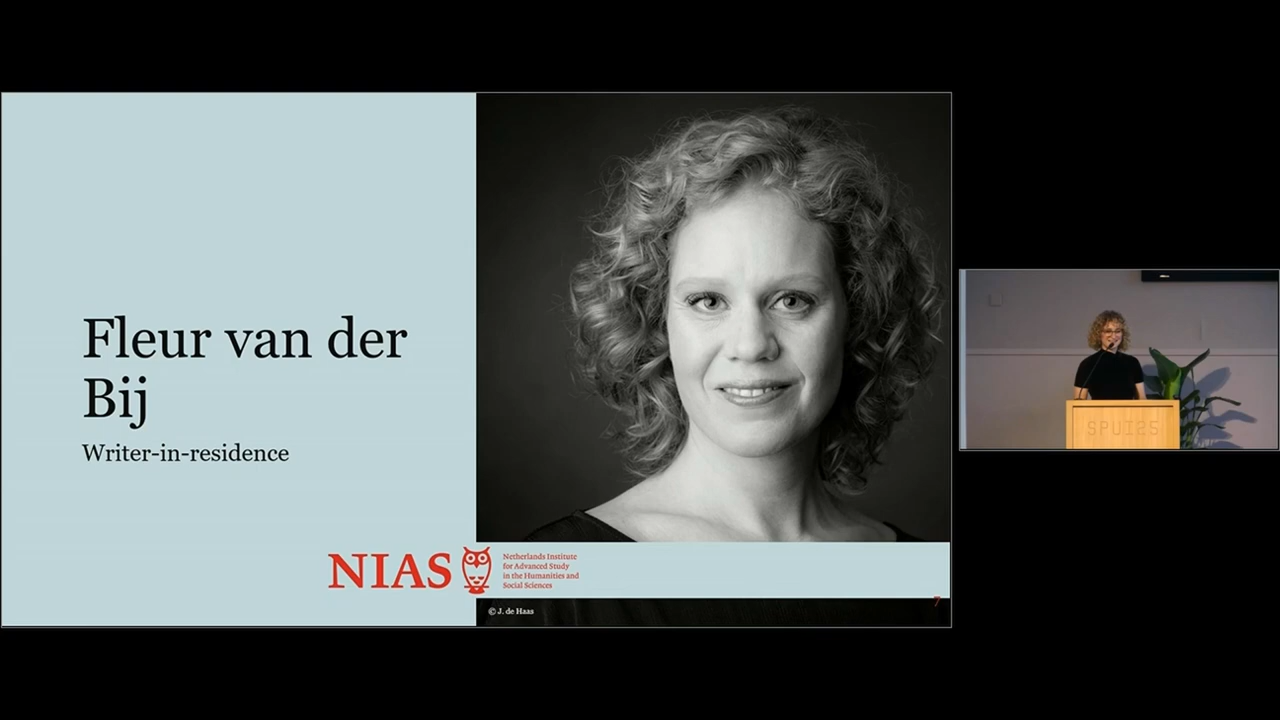 Fleur van der
Bij
Writer-in-residence
NIAS
Netherlands Institute
for Advanced Study
in the Humanities and
Social Sciences
7
© J. de Haas
SPUI25